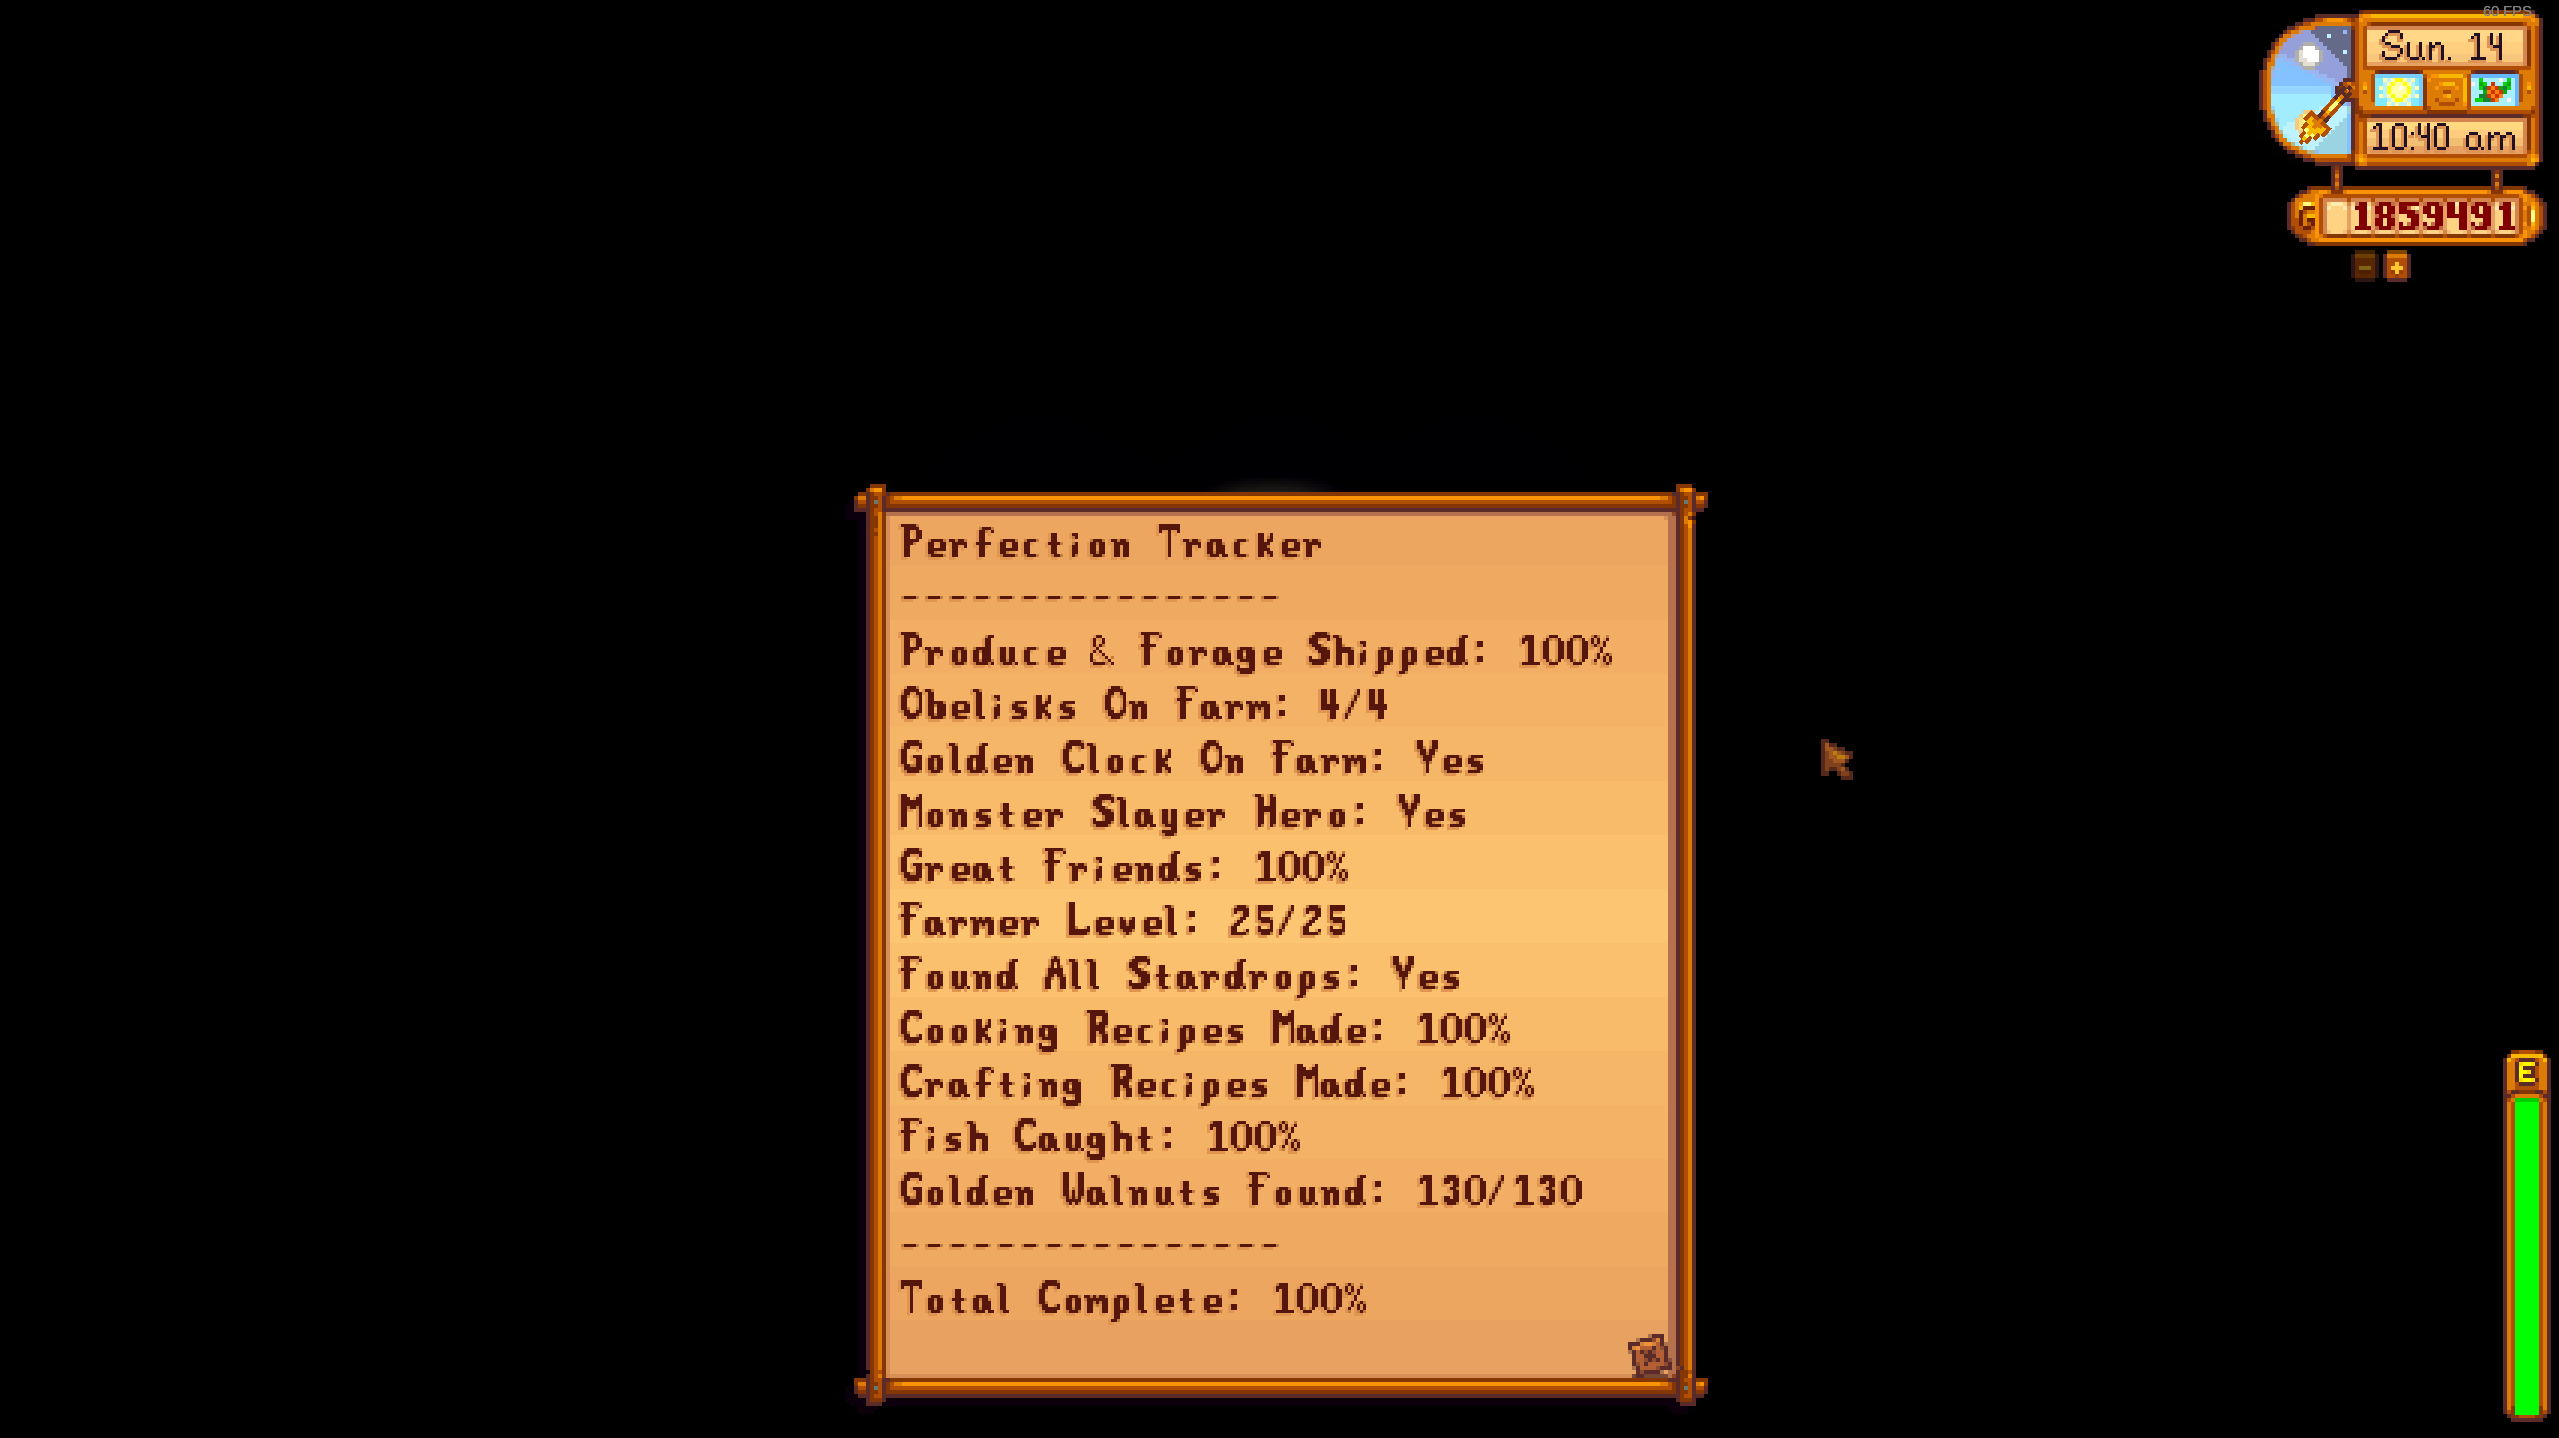 60 FPS
Sun. 14
10:40 am
G 1859491
Perfection Tracker
----------------
Produce & Forage Shipped: 100%
Obelisks On Farm: 4/4
Golden Clock On Farm: Yes
Monster Slayer Hero: Yes
Great Friends: 100%
Farmer Level: 25/25
Found All Stardrops: Yes
Cooking Recipes Made: 100%
Crafting Recipes Made: 100%
Fish Caught: 100%
Golden Walnuts Found: 130/130
----------------
Total Complete: 100%
E